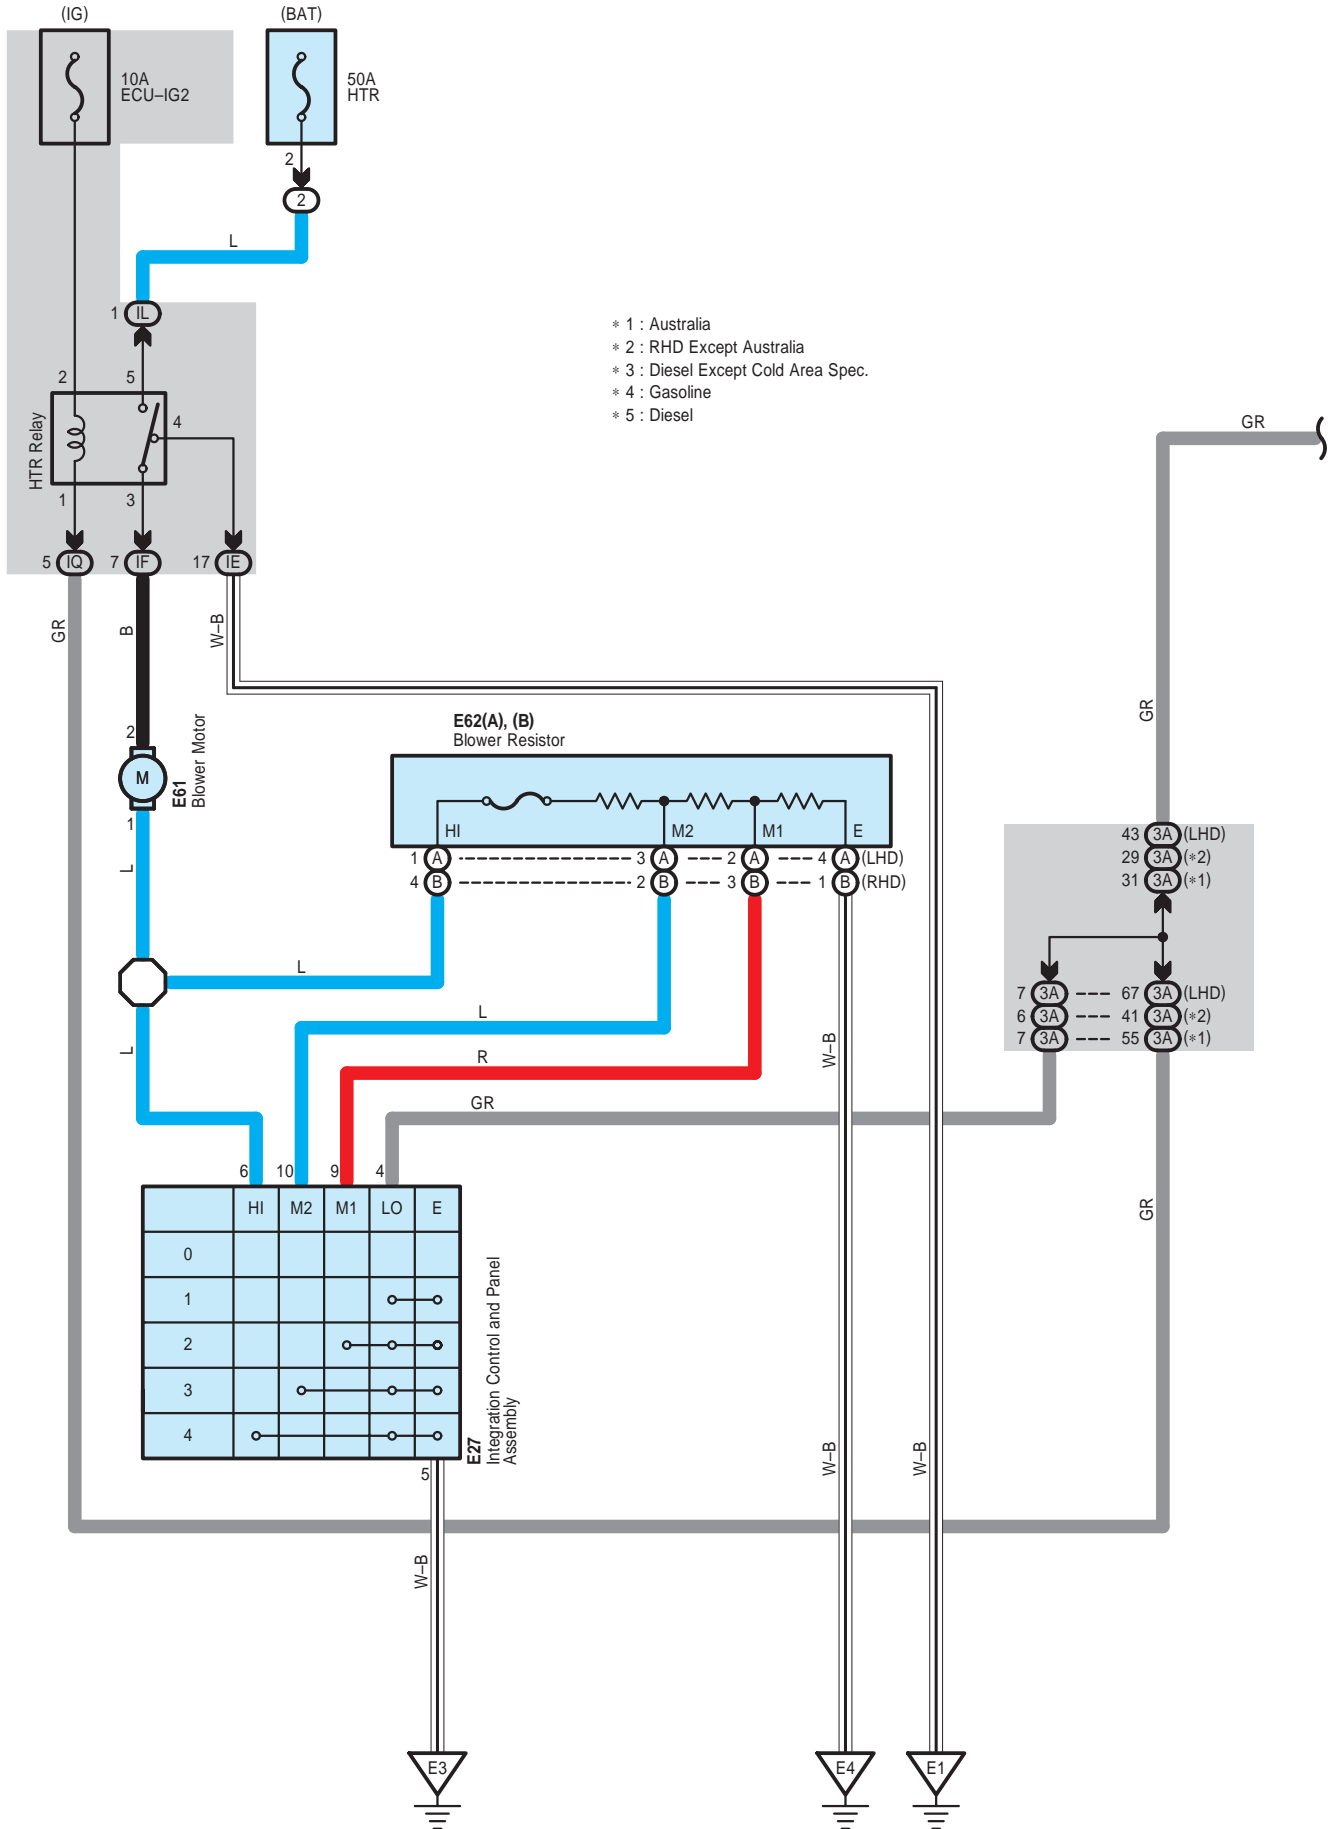 (IG)
(BAT)
10A
ECU–IG2
50A
HTR
2
2
L
1 IL
∗ 1 : Australia
∗ 2 : RHD Except Australia
∗ 3 : Diesel Except Cold Area Spec.
∗ 4 : Gasoline
∗ 5 : Diesel
2
5
4
HTR Relay
1
3
5 IQ
7 IF
17 IE
GR
GR
B
W–B
GR
GR
2
M
1
E61
Blower Motor
E62(A), (B)
Blower Resistor
HI
M2
M1
E
1 A 3 A 2 A 4 A (LHD)
4 B 2 B 3 B 1 B (RHD)
43 3A (LHD)
29 3A (∗2)
31 3A (∗1)
7 3A 67 3A (LHD)
6 3A 41 3A (∗2)
7 3A 55 3A (∗1)
L
L
L
L
R
GR
W–B
6 10 9 4
HI M2 M1 LO E
0
1
2
3
4
E27
Integration Control and Panel
Assembly
5
W–B
W–B
W–B
E3
E4
E1